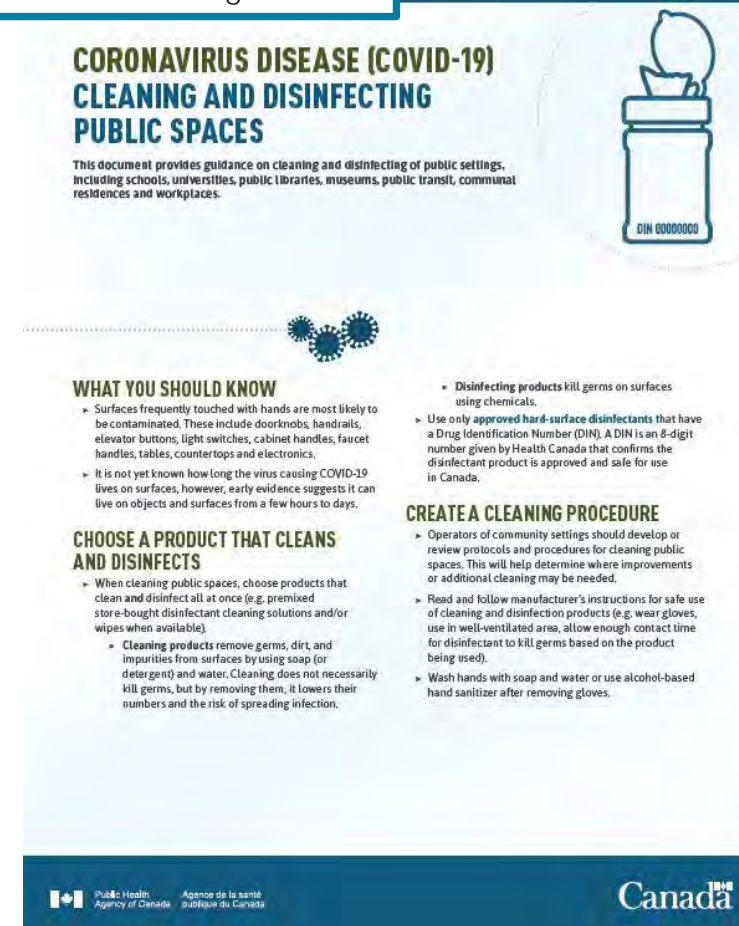 CORONAVIRUS DISEASE (COVID-19)
CLEANING AND DISINFECTING
PUBLIC SPACES
This document provides guidance on cleaning and disinfecting of public settings,
including schools, universities, public libraries, museums, public transit, communal
residences and workplaces.
DIN 00000000
WHAT YOU SHOULD KNOW
► Surfaces frequently touched with hands are most likely to
be contaminated. These include doorknobs, handrails,
elevator buttons, light switches, cabinet handles, faucet
handles, tables, countertops and electronics.
► It is not yet known how long the virus causing COVID-19
lives on surfaces, however, early evidence suggests it can
live on objects and surfaces from a few hours to days.
CHOOSE A PRODUCT THAT CLEANS
AND DISINFECTS
► When cleaning public spaces, choose products that
clean and disinfect all at once (e.g. premixed
store-bought disinfectant cleaning solutions and/or
wipes when available).
▪ Cleaning products remove germs, dirt, and
impurities from surfaces by using soap (or
detergent) and water. Cleaning does not necessarily
kill germs, but by removing them, it lowers their
numbers and the risk of spreading infection.
▪ Disinfecting products kill germs on surfaces
using chemicals.
► Use only approved hard-surface disinfectants that have
a Drug Identification Number (DIN). A DIN is an 8-digit
number given by Health Canada that confirms the
disinfectant product is approved and safe for use
in Canada.
CREATE A CLEANING PROCEDURE
► Operators of community settings should develop or
review protocols and procedures for cleaning public
spaces. This will help determine where improvements
or additional cleaning may be needed.
► Read and follow manufacturer's instructions for safe use
of cleaning and disinfection products (e.g. wear gloves,
use in well-ventilated area, allow enough contact time
for disinfectant to kill germs based on the product
being used).
► Wash hands with soap and water or use alcohol-based
hand sanitizer after removing gloves.
Public Health Agence de la santé
Agency of Canada publique du Canada
Canada